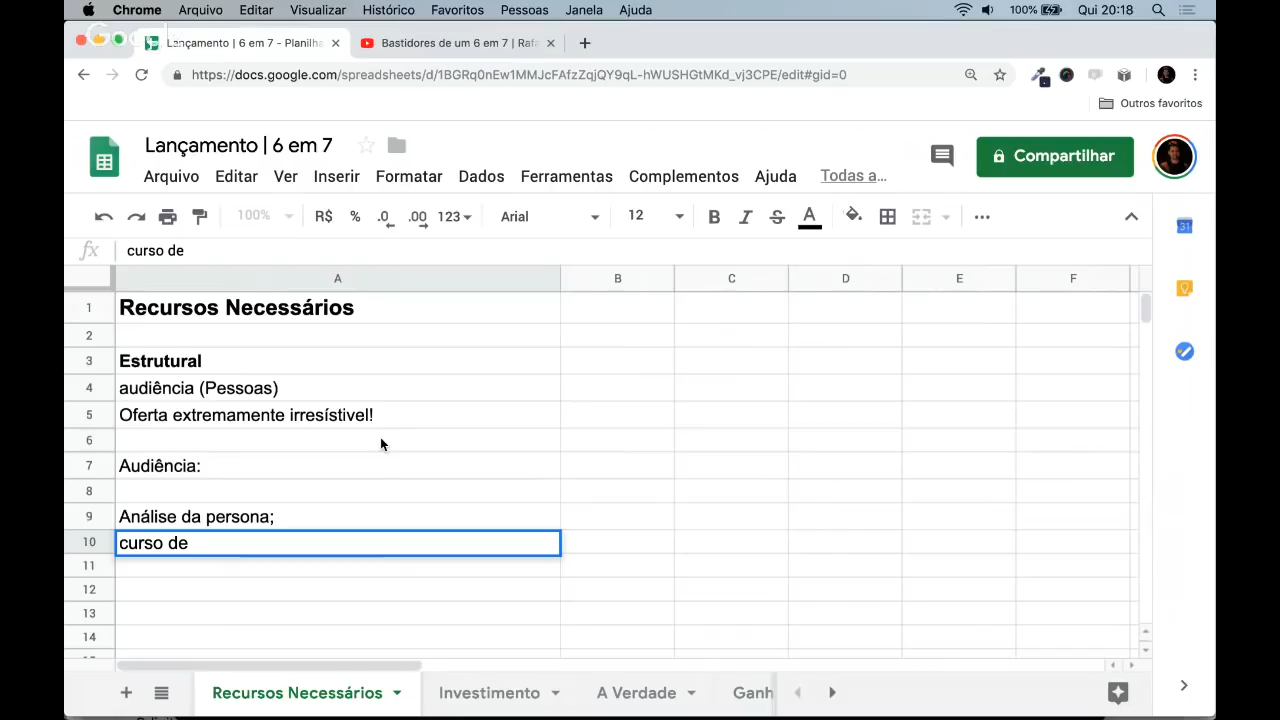 Chrome Arquivo Editar Visualizar Histórico Favoritos Pessoas Janela Ajuda 100% Qui 20:18
Lançamento | 6 em 7 - Planilha Bastidores de um 6 em 7 | Rafa
https://docs.google.com/spreadsheets/d/1BGRq0nEw1MMJcFAfzZqjQY9qL-hWUSHGtMKd_vj3CPE/edit#gid=0
Outros favoritos
Lançamento | 6 em 7
Compartilhar
Arquivo Editar Ver Inserir Formatar Dados Ferramentas Complementos Ajuda Todas a...
100% R$ % .0 .00 123 Arial 12 B I S A
31
fx curso de
A B C D E F
1 Recursos Necessários
2
3 Estrutural
4 audiência (Pessoas)
5 Oferta extremamente irresístivel!
6
7 Audiência:
8
9 Análise da persona;
10 curso de
11
12
13
14
Recursos Necessários Investimento A Verdade Ganh